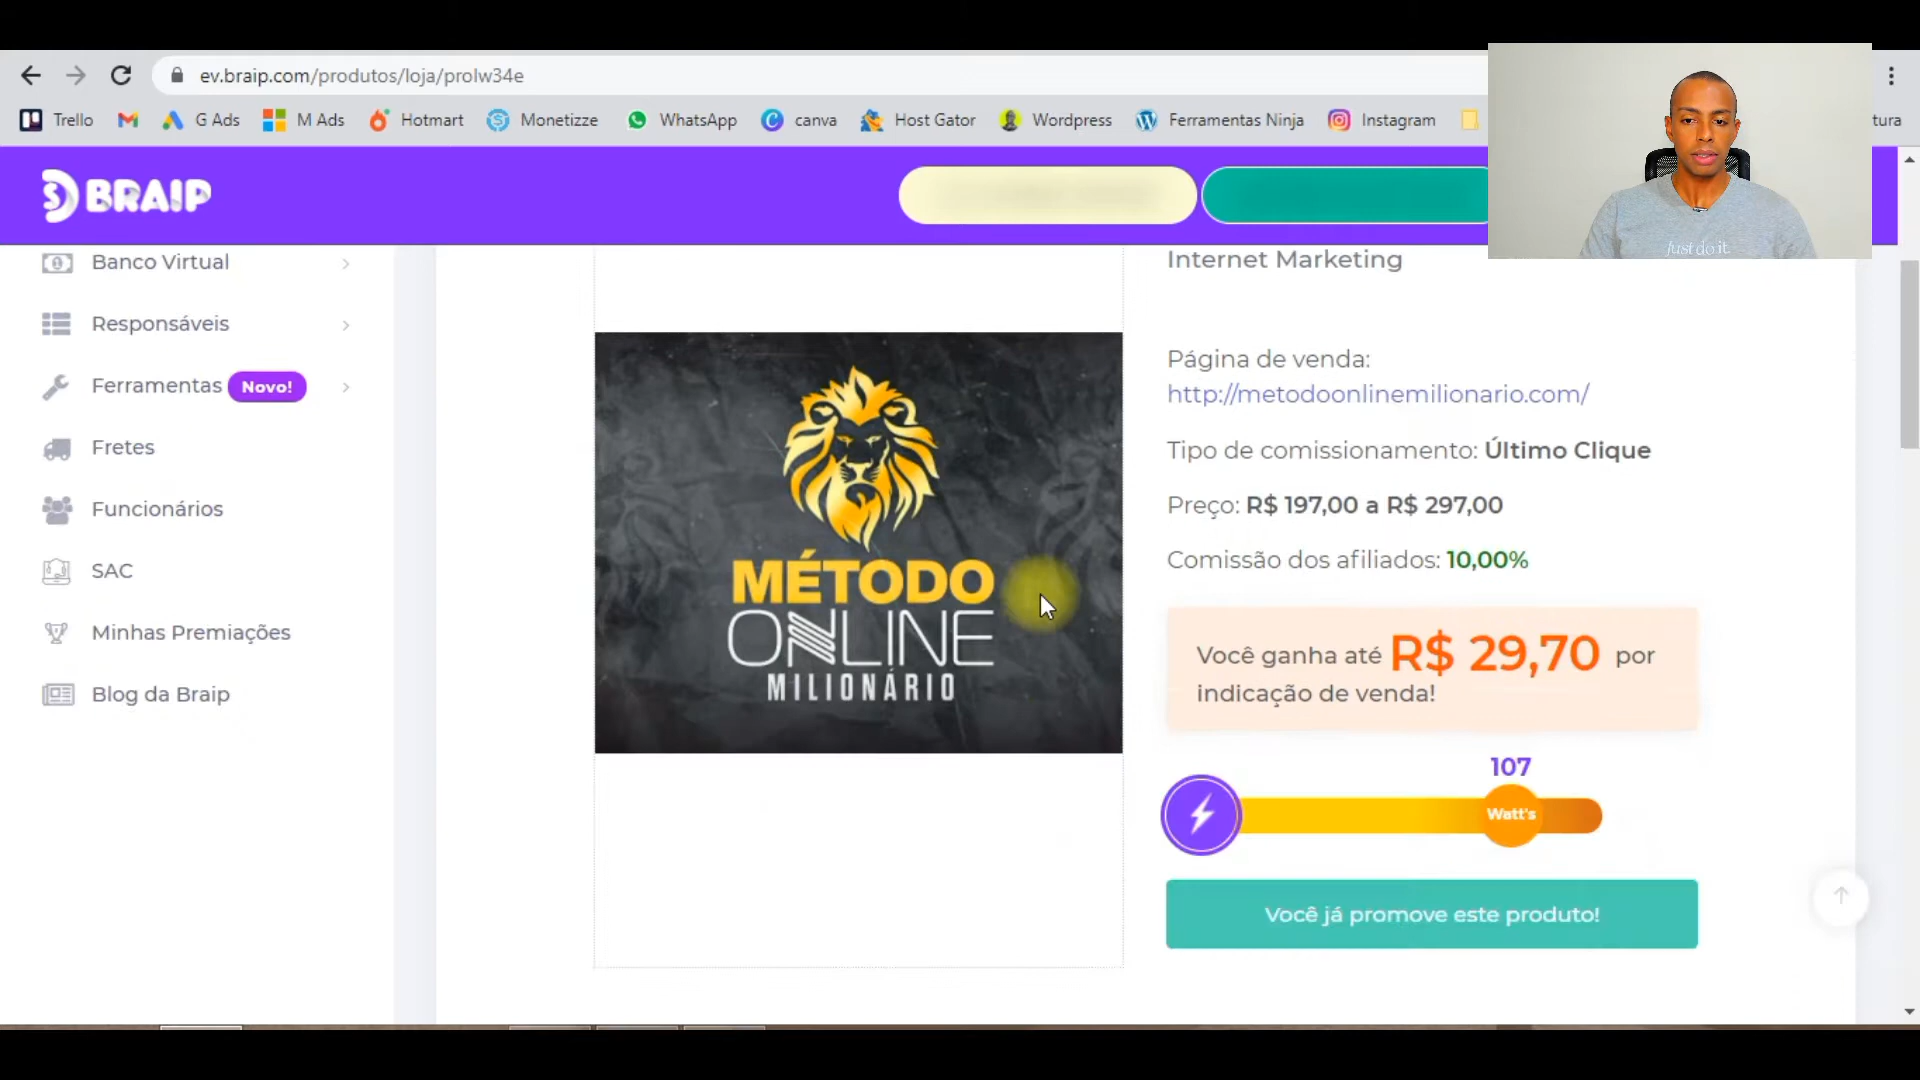 ev.braip.com/produtos/loja/prolw34e
Trello
G Ads
M Ads
Hotmart
Monetizze
WhatsApp
canva
Host Gator
Wordpress
Ferramentas Ninja
Instagram
tura
BRAIP
just do it.
Banco Virtual
Responsáveis
Ferramentas Novo!
Fretes
Funcionários
SAC
Minhas Premiações
Blog da Braip
MÉTODO
ONLINE
MILIONÁRIO
Internet Marketing
Página de venda:
http://metodoonlinemilionario.com/
Tipo de comissionamento: Último Clique
Preço: R$ 197,00 a R$ 297,00
Comissão dos afiliados: 10,00%
Você ganha até R$ 29,70 por
indicação de venda!
107
Watt's
Você já promove este produto!